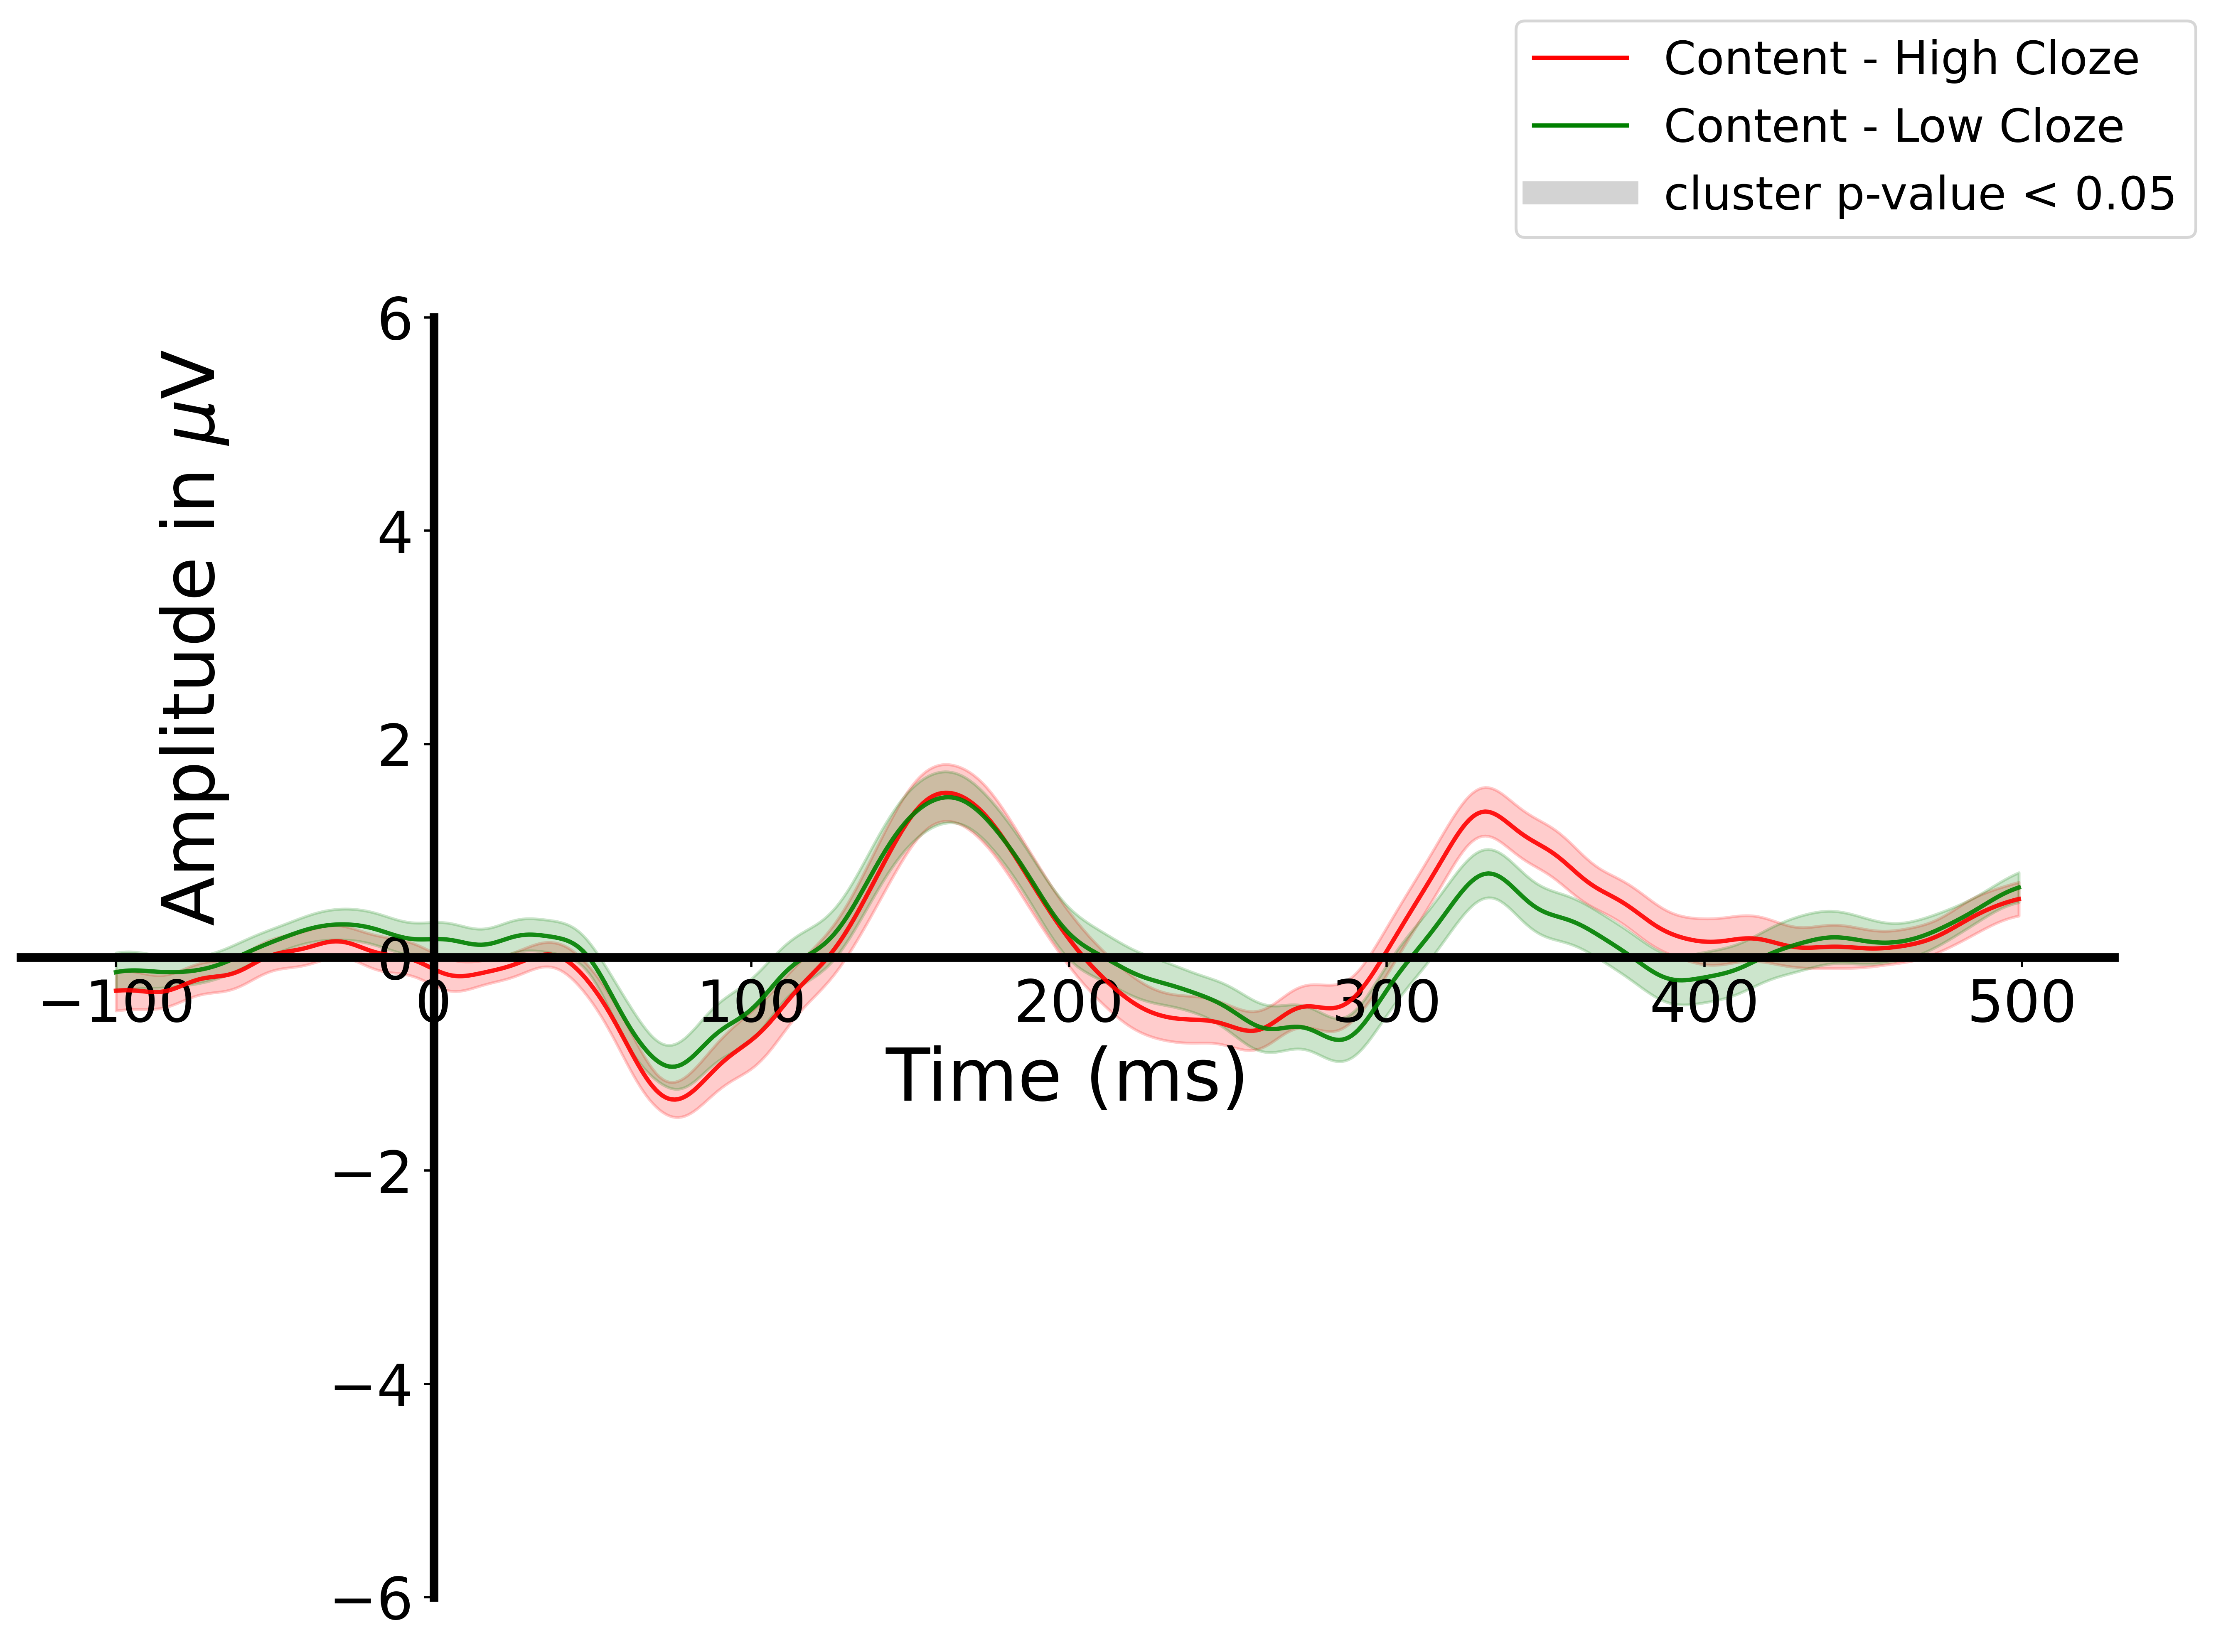 Content - High Cloze
Content - Low Cloze
cluster p-value < 0.05
Amplitude in µV
6
4
2
0
−2
−4
−6
−100
0
100
200
300
400
500
Time (ms)